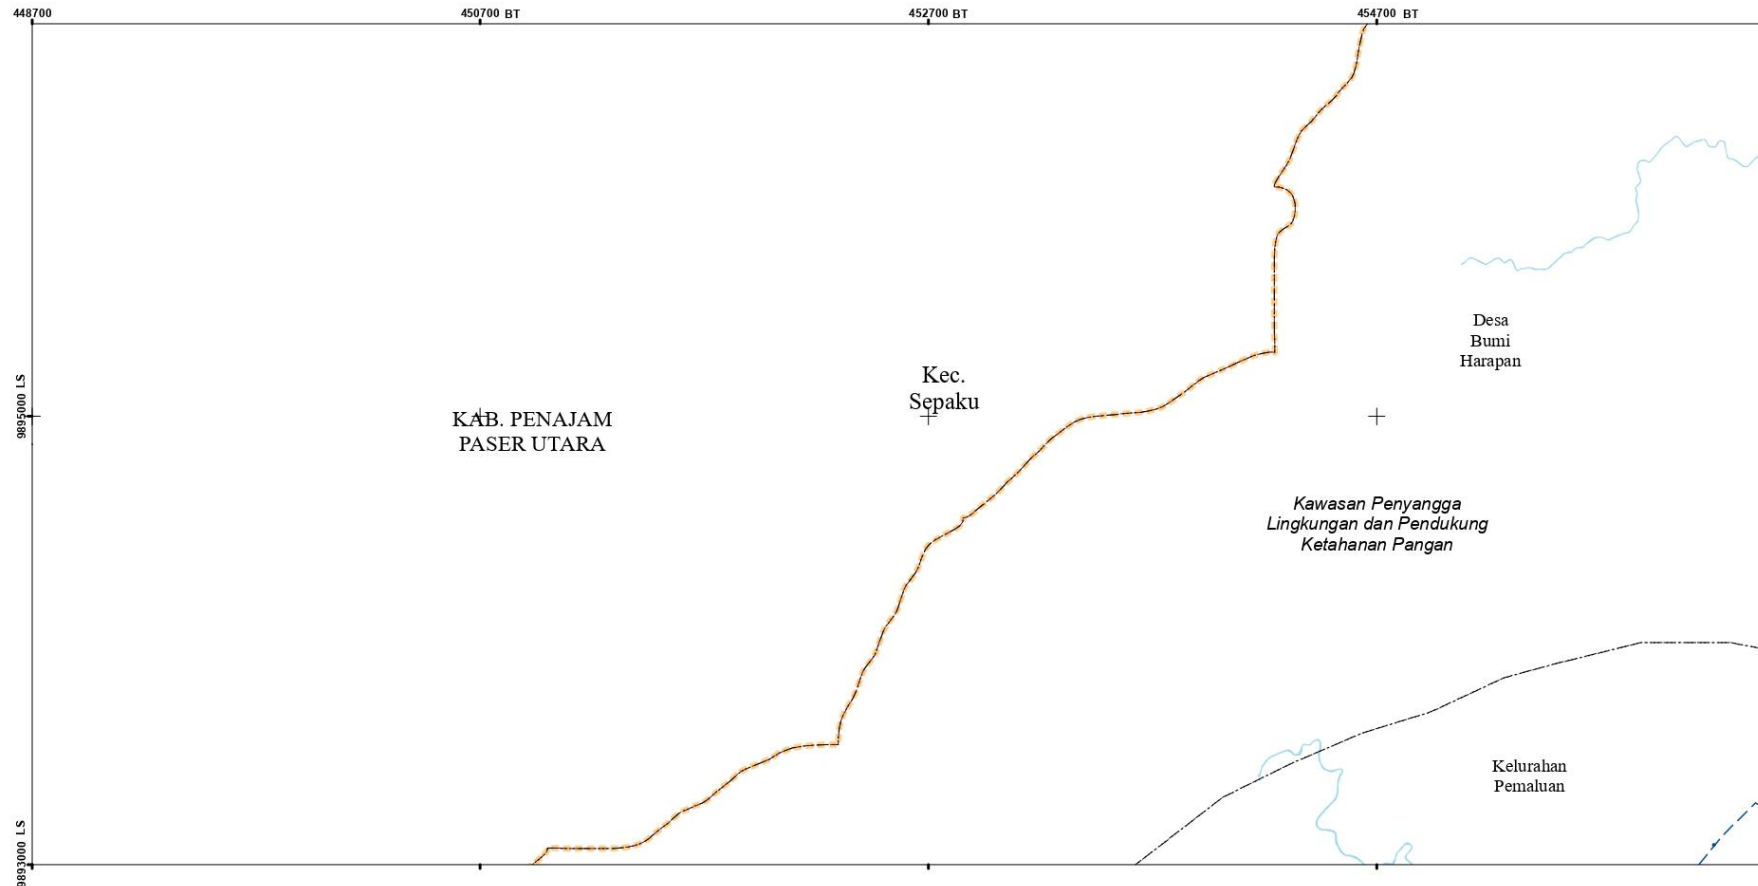 448700
450700 BT
452700 BT
454700 BT
Desa
Bumi
Harapan
Kec.
Sepaku
9895000 LS
KAB. PENAJAM
PASER UTARA
Kawasan Penyangga
Lingkungan dan Pendukung
Ketahanan Pangan
Kelurahan
Pemaluan
9893000 LS